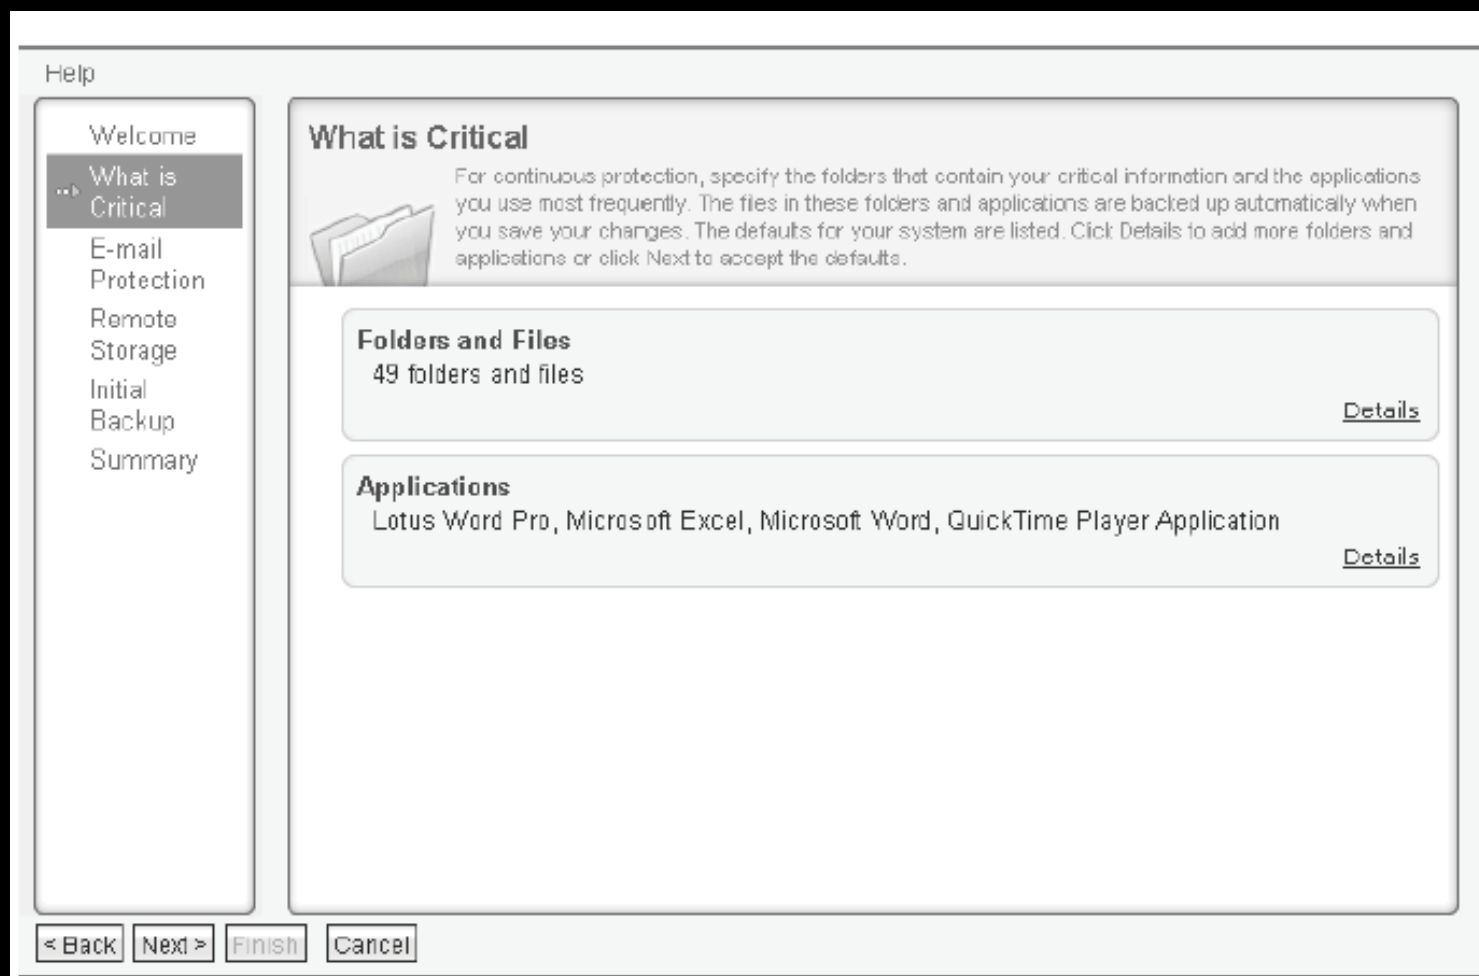 Help
Welcome
What is
Critical
E-mail
Protection
Remote
Storage
Initial
Backup
Summary
What is Critical
For continuous protection, specify the folders that contain your critical information and the applications
you use most frequently. The files in these folders and applications are backed up automatically when
you save your changes. The defaults for your system are listed. Click Details to add more folders and
applications or click Next to accept the defaults.
Folders and Files
49 folders and files
Details
Applications
Lotus Word Pro, Microsoft Excel, Microsoft Word, QuickTime Player Application
Details
< Back Next > Finish Cancel